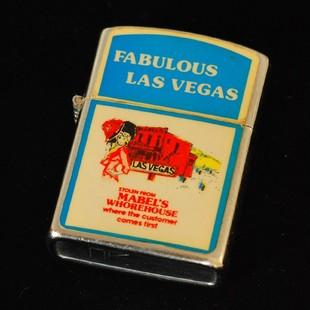 FABULOUS
LAS VEGAS
LAS VEGAS
STOLEN FROM
MABEL'S
WHOREHOUSE
where the customer
comes first